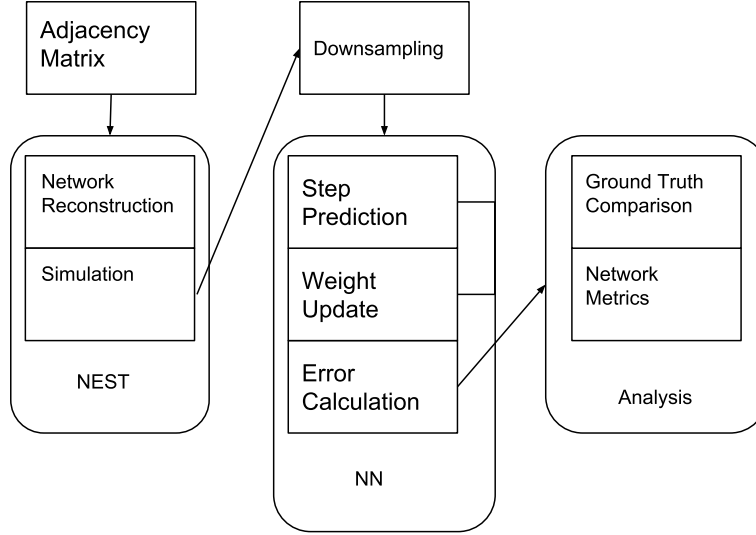 Adjacency
Matrix
Network
Reconstruction
Simulation
NEST
Downsampling
Step
Prediction
Weight
Update
Error
Calculation
NN
Ground Truth
Comparison
Network
Metrics
Analysis